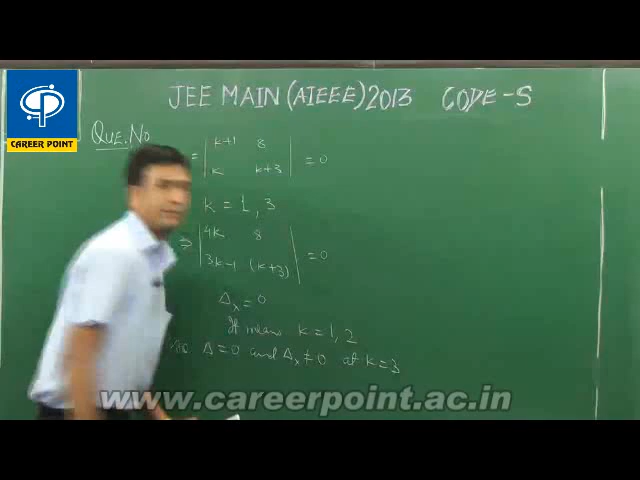 JEE MAIN (AIEEE) 2013 CODE-S
CAREER POINT
QUE.NO
= | k+1 8 | = 0
| k k+3 |
k = 1, 3
⇒ | 4k 8 | = 0
| 3k-1 (k+3) |
Δx = 0
It mean k = 1, 2
Δ = 0 and Δx ≠ 0 at k = 3
www.careerpoint.ac.in